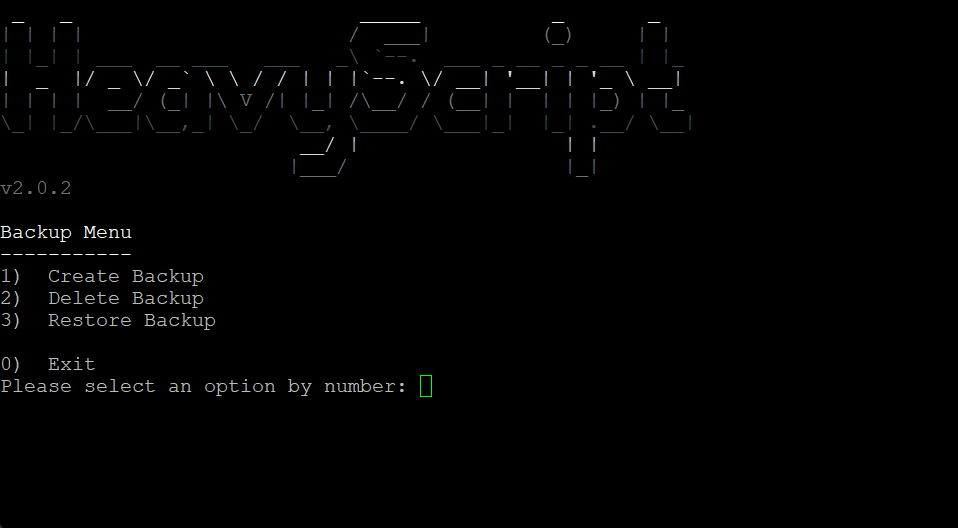 HeavyScript
v2.0.2
Backup Menu
-----------
1)  Create Backup
2)  Delete Backup
3)  Restore Backup
0)  Exit
Please select an option by number: